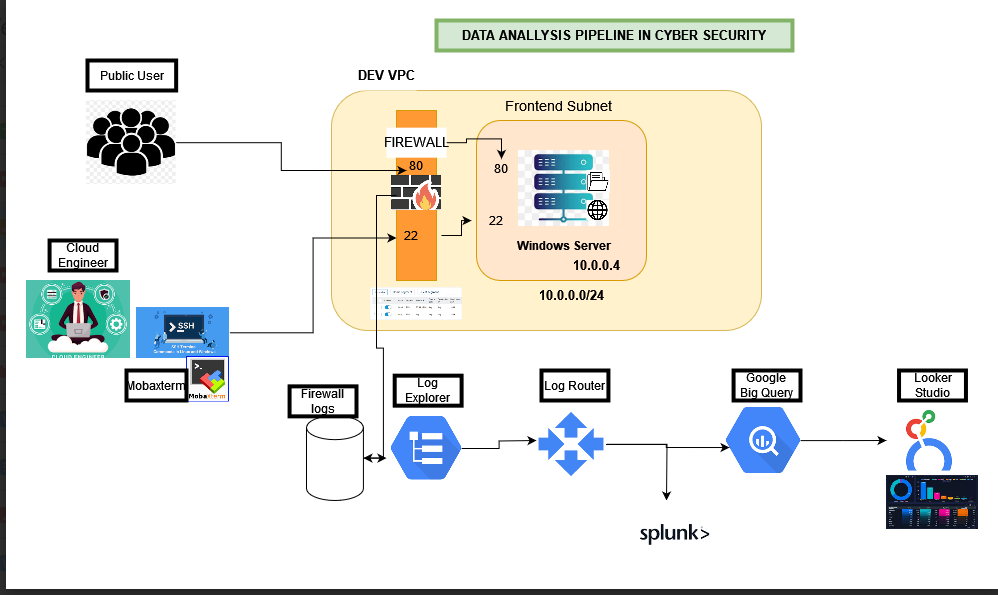 DATA ANALLYSIS PIPELINE IN CYBER SECURITY
Public User
DEV VPC
Frontend Subnet
FIREWALL
80
80
22
22
Windows Server
10.0.0.4
10.0.0.0/24
Cloud
Engineer
CLOUD ENGINEER
SSH
Mobaxterm
MobaXterm
Firewall
logs
Log
Explorer
Log Router
Google
Big Query
Looker
Studio
splunk>